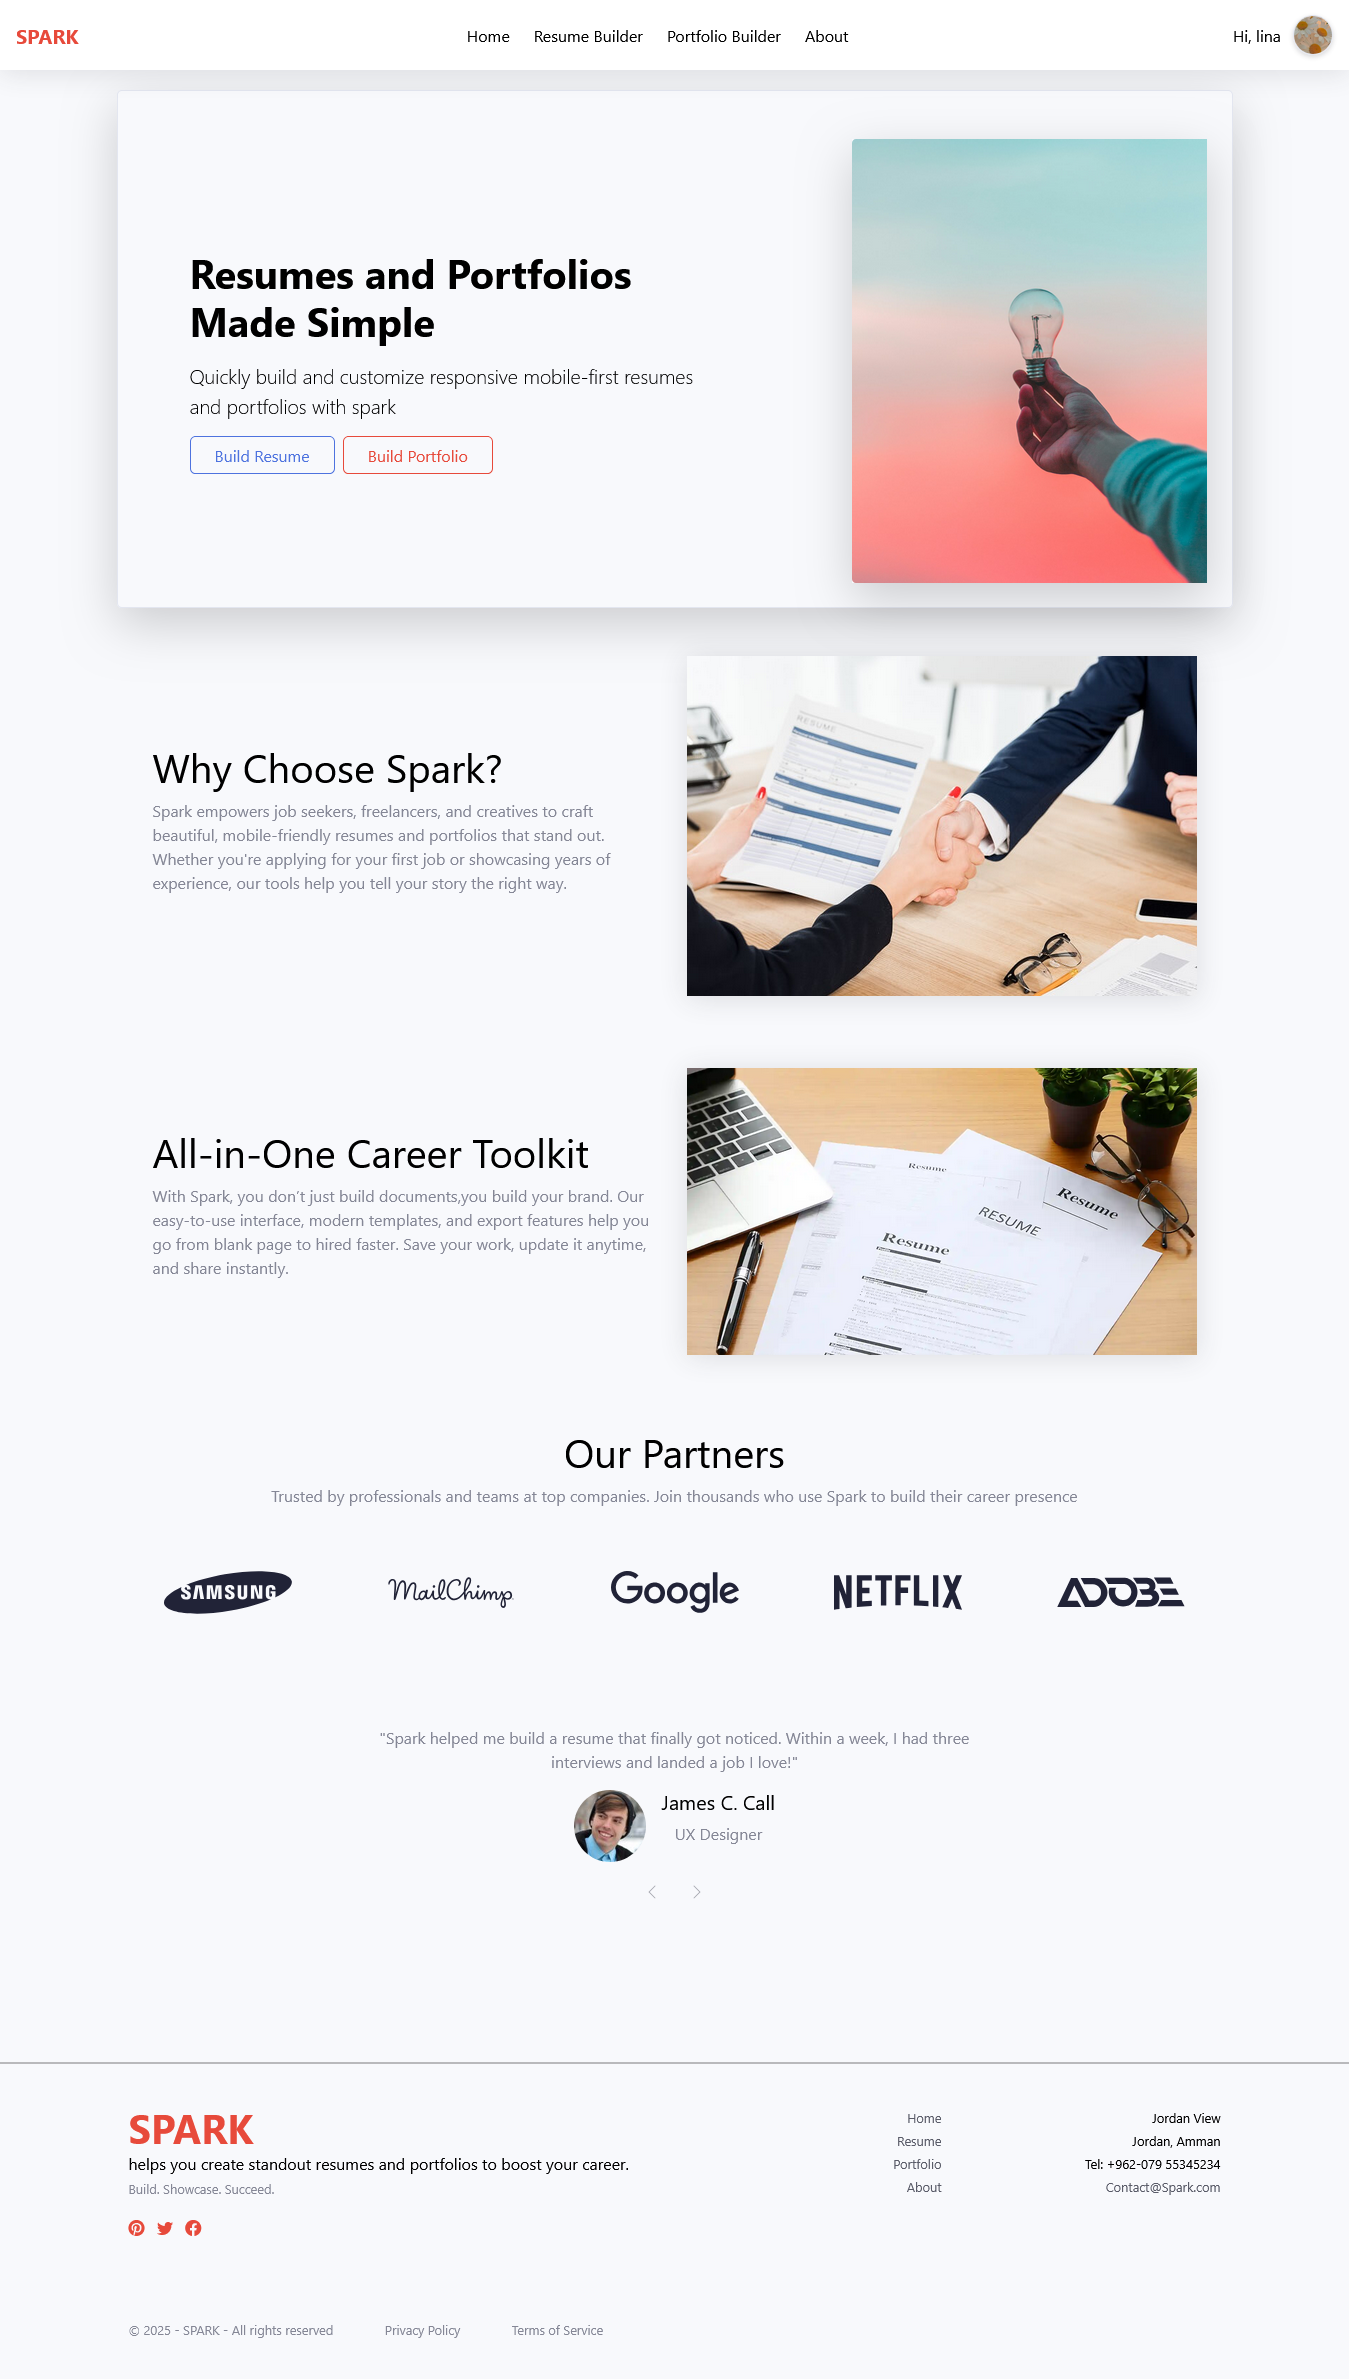 SPARK
Home
Resume Builder
Portfolio Builder
About
Hi, lina
Resumes and Portfolios
Made Simple
Quickly build and customize responsive mobile-first resumes
and portfolios with spark
Build Resume
Build Portfolio
Why Choose Spark?
Spark empowers job seekers, freelancers, and creatives to craft
beautiful, mobile-friendly resumes and portfolios that stand out.
Whether you're applying for your first job or showcasing years of
experience, our tools help you tell your story the right way.
RESUME
All-in-One Career Toolkit
With Spark, you don’t just build documents,you build your brand. Our
easy-to-use interface, modern templates, and export features help you
go from blank page to hired faster. Save your work, update it anytime,
and share instantly.
Resume
Resume
RESUME
Resume
Our Partners
Trusted by professionals and teams at top companies. Join thousands who use Spark to build their career presence
SAMSUNG
MailChimp
Google
NETFLIX
ADOBE
"Spark helped me build a resume that finally got noticed. Within a week, I had three
interviews and landed a job I love!"
James C. Call
UX Designer
SPARK
helps you create standout resumes and portfolios to boost your career.
Build. Showcase. Succeed.
Home
Resume
Portfolio
About
Jordan View
Jordan, Amman
Tel: +962-079 55345234
Contact@Spark.com
© 2025 - SPARK - All rights reserved
Privacy Policy
Terms of Service